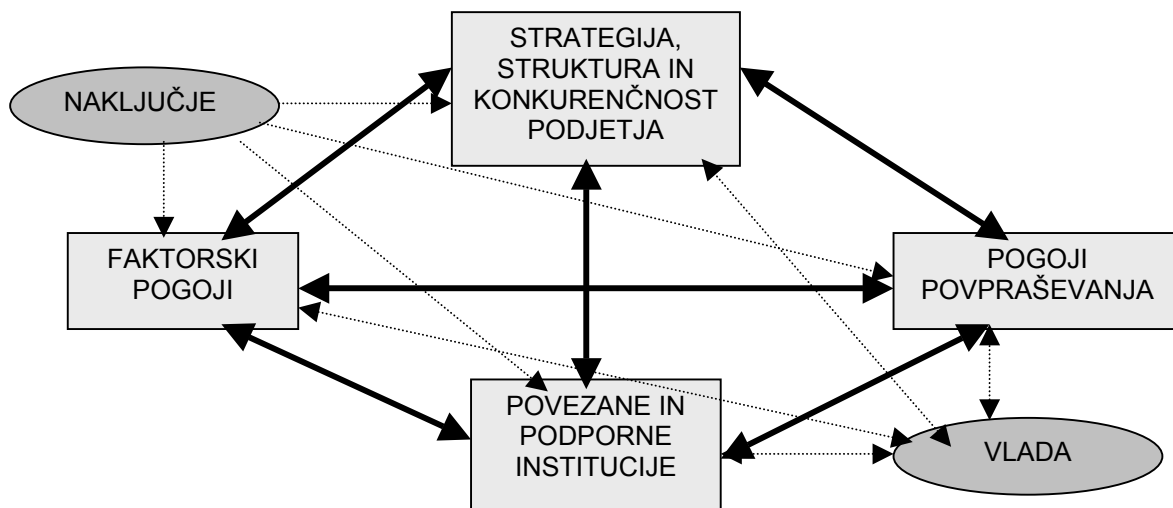 STRATEGIJA,
STRUKTURA IN
KONKURENČNOST
PODJETJA
NAKLJUČJE
FAKTORSKI
POGOJI
POGOJI
POVPRAŠEVANJA
POVEZANE IN
PODPORNE
INSTITUCIJE
VLADA